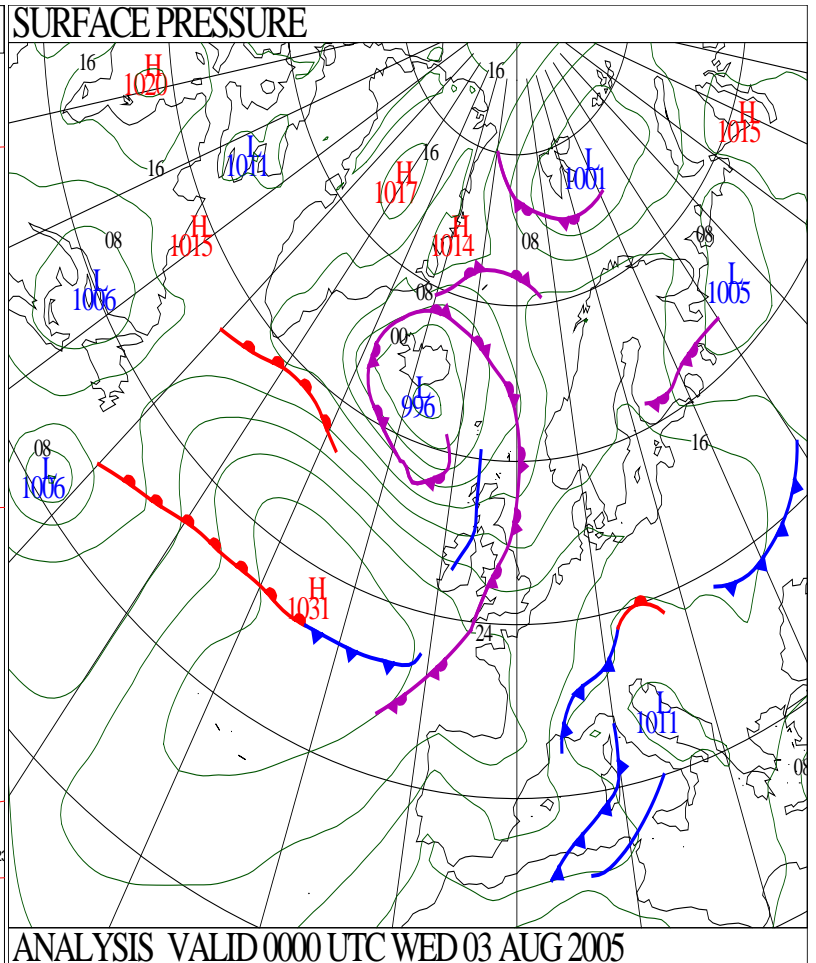 SURFACE PRESSURE
16
16
H
1020
H
1015
L
1011
16
16
L
1001
H
1017
H
1015
H
1014
08
08
08
L
1006
L
1005
08
00
L
996
16
08
L
1006
H
1031
24
L
1011
08
ANALYSIS VALID 0000 UTC WED 03 AUG 2005